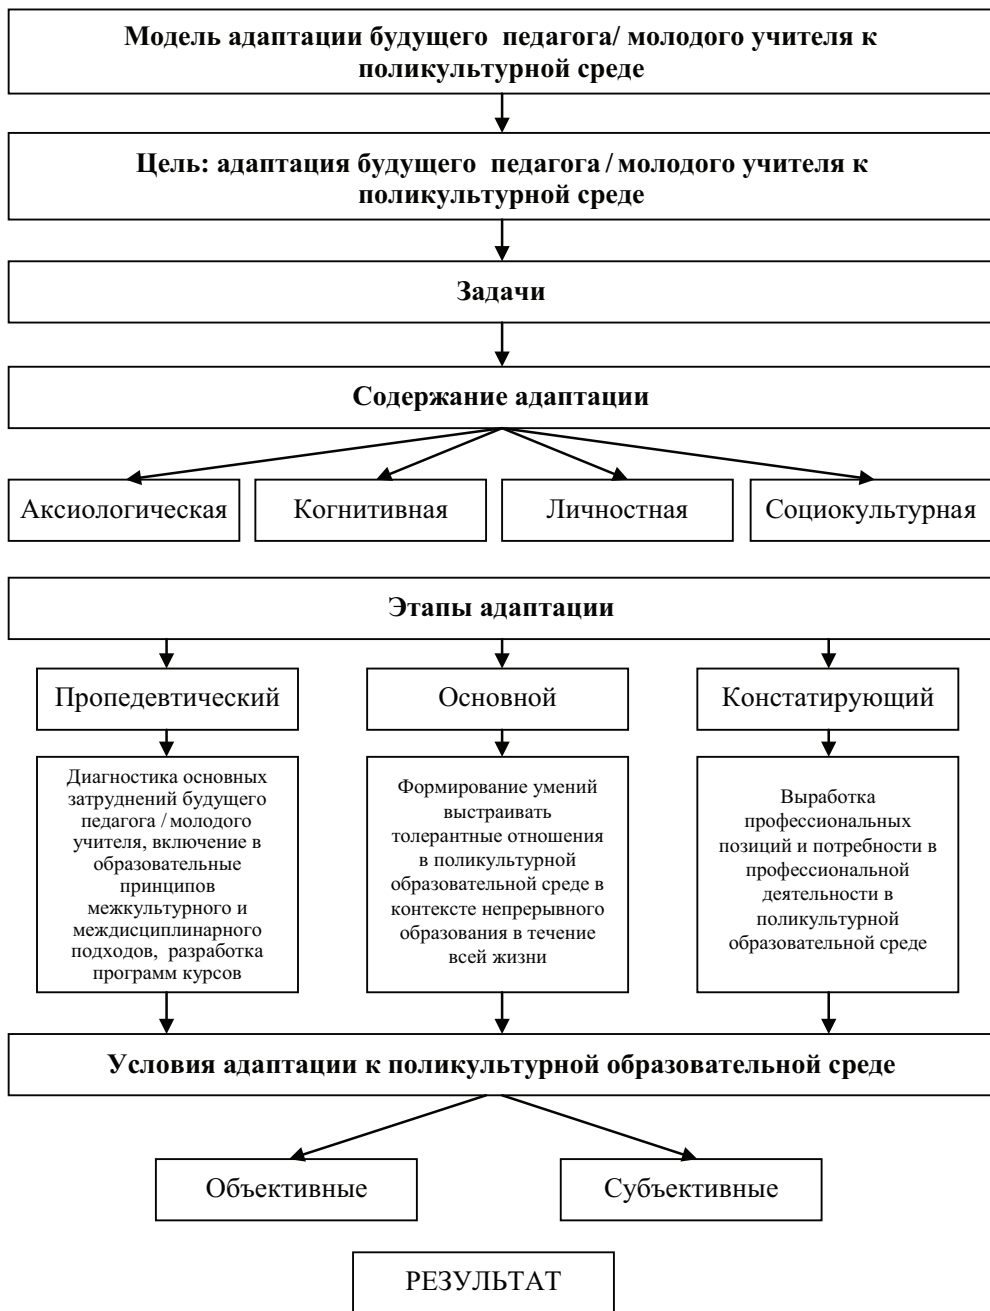 Модель адаптации будущего  педагога/ молодого учителя к
поликультурной среде
Цель: адаптация будущего  педагога / молодого учителя к
поликультурной среде
Задачи
Содержание адаптации
Аксиологическая
Когнитивная
Личностная
Социокультурная
Этапы адаптации
Пропедевтический
Основной
Констатирующий
Диагностика основных
затруднений будущего
педагога / молодого
учителя, включение в
образовательные
принципов
межкультурного и
междисциплинарного
подходов,  разработка
программ курсов
Формирование умений
выстраивать
толерантные отношения
в поликультурной
образовательной среде в
контексте непрерывного
образования в течение
всей жизни
Выработка
профессиональных
позиций и потребности в
профессиональной
деятельности в
поликультурной
образовательной среде
Условия адаптации к поликультурной образовательной среде
Объективные
Субъективные
РЕЗУЛЬТАТ